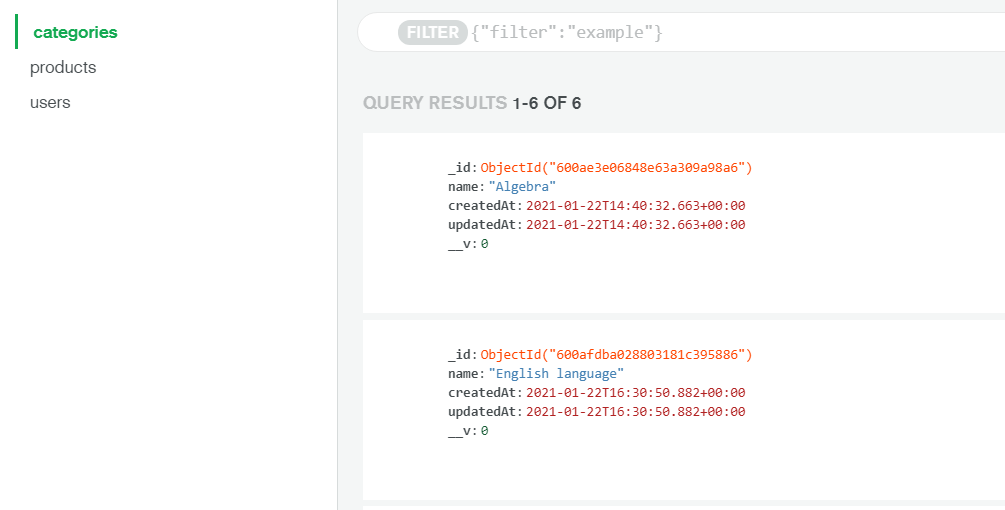 categories
products
users
FILTER {"filter":"example"}
QUERY RESULTS 1-6 OF 6
_id: ObjectId("600ae3e06848e63a309a98a6")
name: "Algebra"
createdAt: 2021-01-22T14:40:32.663+00:00
updatedAt: 2021-01-22T14:40:32.663+00:00
__v: 0
_id: ObjectId("600afdba028803181c395886")
name: "English language"
createdAt: 2021-01-22T16:30:50.882+00:00
updatedAt: 2021-01-22T16:30:50.882+00:00
__v: 0